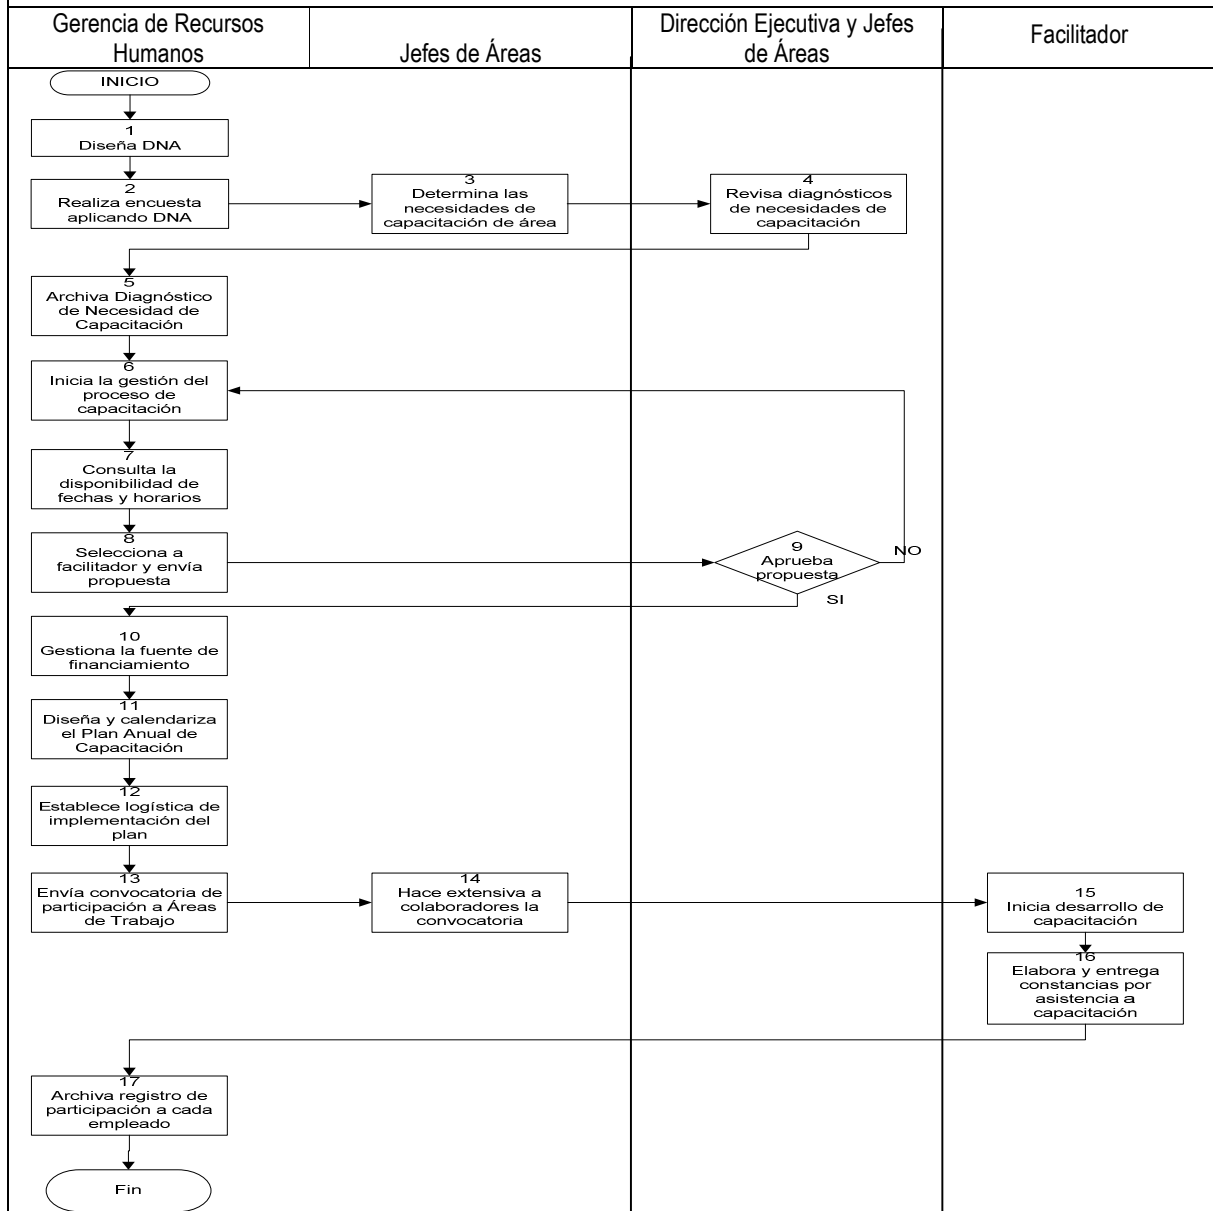 Gerencia de Recursos
Humanos
Jefes de Áreas
Dirección Ejecutiva y Jefes
de Áreas
Facilitador
INICIO
1
Diseña DNA
2
Realiza encuesta
aplicando DNA
3
Determina las
necesidades de
capacitación de área
4
Revisa diagnósticos
de necesidades de
capacitación
5
Archiva Diagnóstico
de Necesidad de
Capacitación
6
Inicia la gestión del
proceso de
capacitación
7
Consulta la
disponibilidad de
fechas y horarios
8
Selecciona a
facilitador y envía
propuesta
9
Aprueba
propuesta
NO
SI
10
Gestiona la fuente de
financiamiento
11
Diseña y calendariza
el Plan Anual de
Capacitación
12
Establece logística de
implementación del
plan
13
Envía convocatoria de
participación a Áreas
de Trabajo
14
Hace extensiva a
colaboradores la
convocatoria
15
Inicia desarrollo de
capacitación
16
Elabora y entrega
constancias por
asistencia a
capacitación
17
Archiva registro de
participación a cada
empleado
Fin